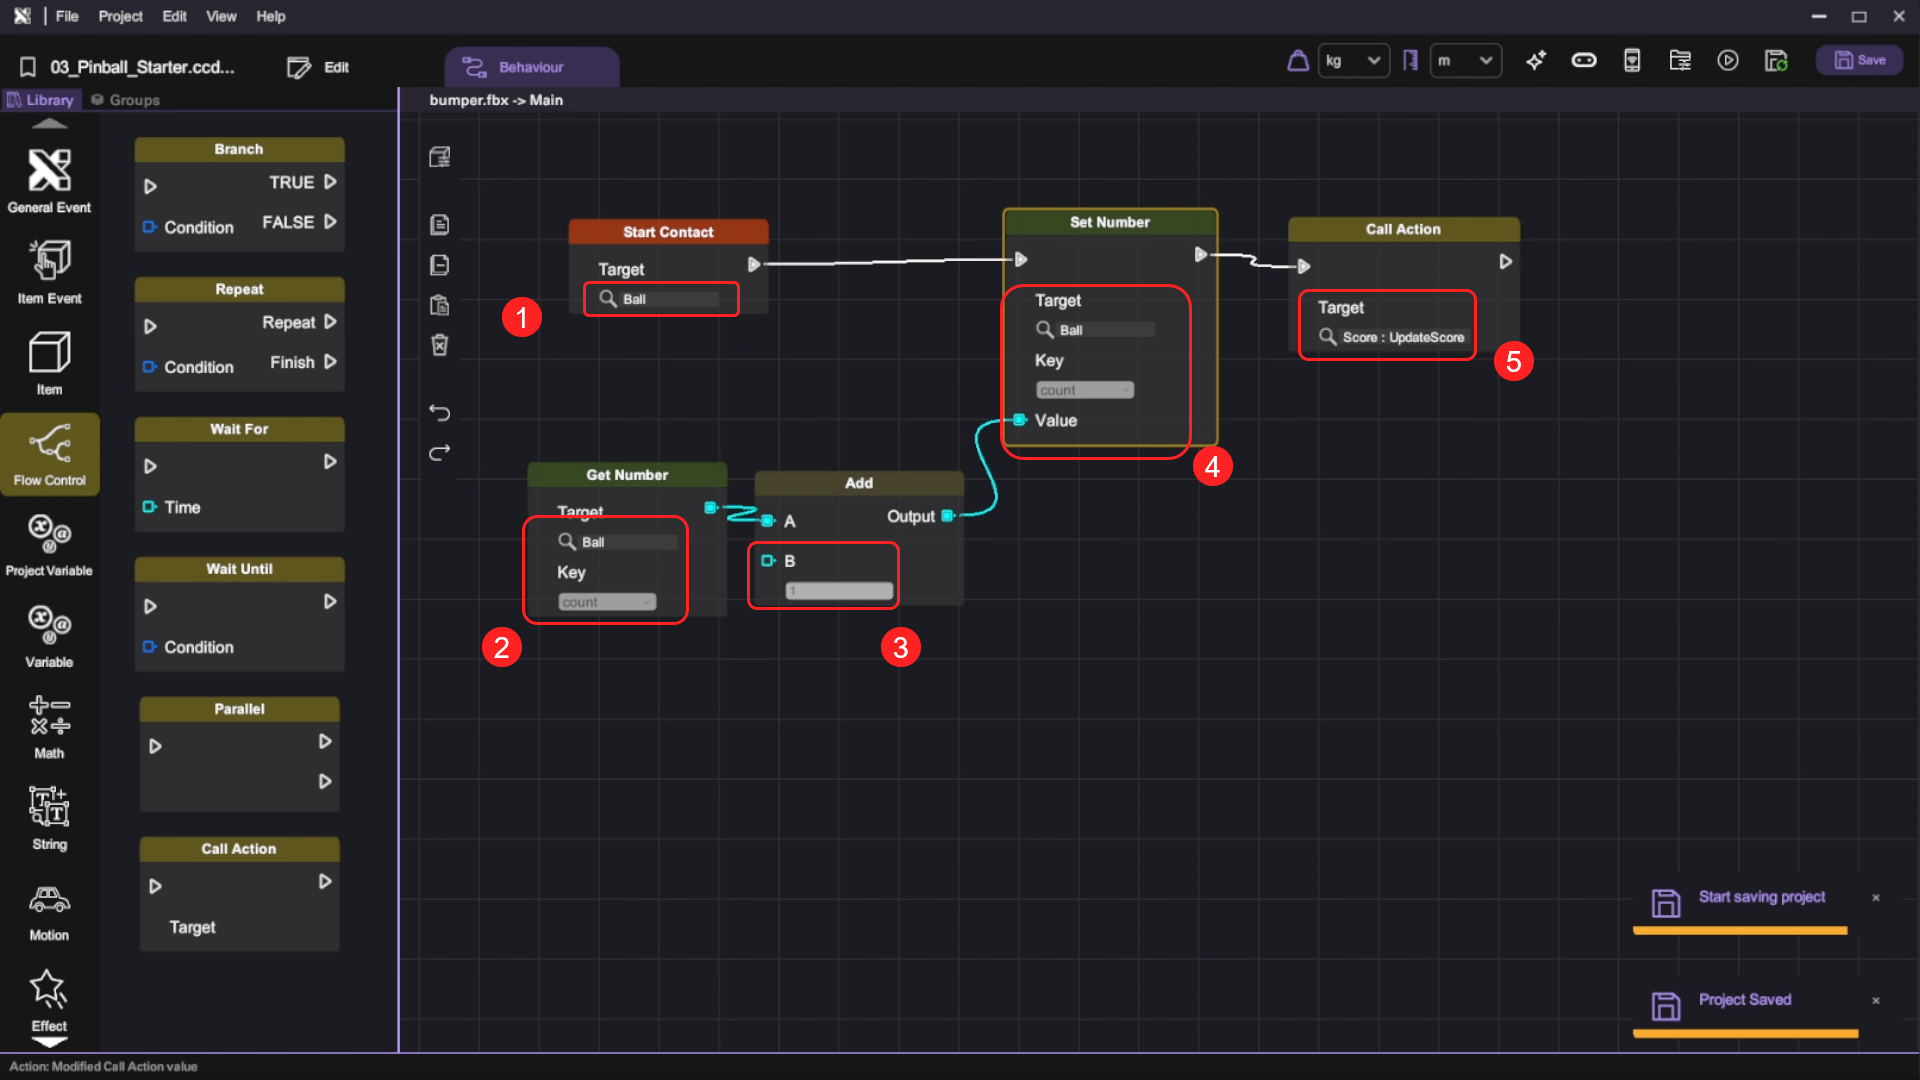 File Project Edit View Help
03_Pinball_Starter.ccd... Edit Behaviour kg m Save
Library Groups bumper.fbx -> Main
General Event
Item Event
Item
Flow Control
Project Variable
Variable
Math
String
Motion
Effect
Branch
TRUE
FALSE
Condition
Repeat
Repeat
Condition
Finish
Wait For
Time
Wait Until
Condition
Parallel
Call Action
Target
Start Contact
Target
Ball
1
Get Number
Target
Ball
Key
count
2
Add
A Output
B
1
3
Set Number
Target
Ball
Key
count
Value
4
Call Action
Target
Score : UpdateScore
5
Start saving project ×
Project Saved ×
Action: Modified Call Action value